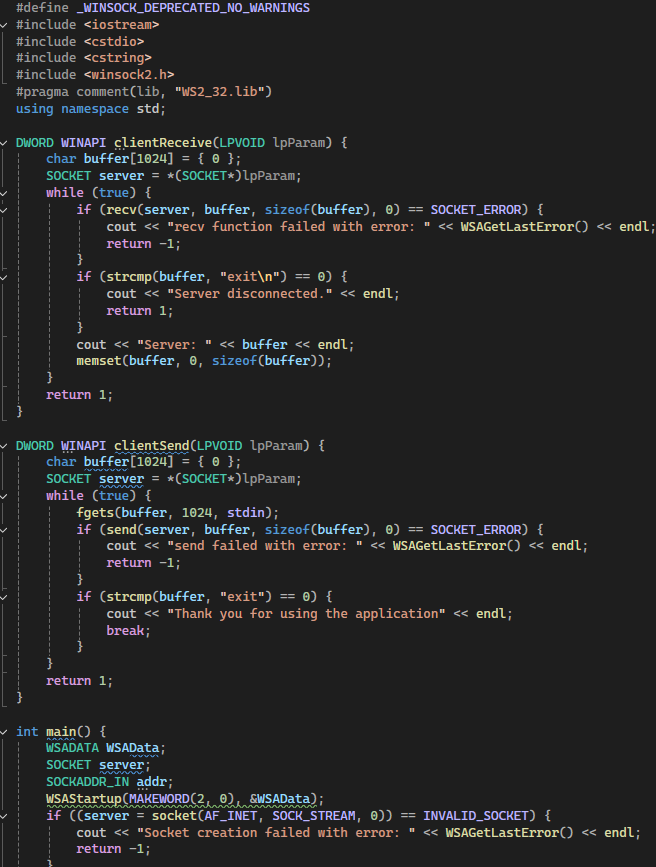 #define _WINSOCK_DEPRECATED_NO_WARNINGS
#include <iostream>
#include <cstdio>
#include <cstring>
#include <winsock2.h>
#pragma comment(lib, "WS2_32.lib")
using namespace std;
DWORD WINAPI clientReceive(LPVOID lpParam) {
char buffer[1024] = { 0 };
SOCKET server = *(SOCKET*)lpParam;
while (true) {
if (recv(server, buffer, sizeof(buffer), 0) == SOCKET_ERROR) {
cout << "recv function failed with error: " << WSAGetLastError() << endl;
return -1;
}
if (strcmp(buffer, "exit\n") == 0) {
cout << "Server disconnected." << endl;
return 1;
}
cout << "Server: " << buffer << endl;
memset(buffer, 0, sizeof(buffer));
}
return 1;
}
DWORD WINAPI clientSend(LPVOID lpParam) {
char buffer[1024] = { 0 };
SOCKET server = *(SOCKET*)lpParam;
while (true) {
fgets(buffer, 1024, stdin);
if (send(server, buffer, sizeof(buffer), 0) == SOCKET_ERROR) {
cout << "send failed with error: " << WSAGetLastError() << endl;
return -1;
}
if (strcmp(buffer, "exit") == 0) {
cout << "Thank you for using the application" << endl;
break;
}
}
return 1;
}
int main() {
WSADATA WSAData;
SOCKET server;
SOCKADDR_IN addr;
WSAStartup(MAKEWORD(2, 0), &WSAData);
if ((server = socket(AF_INET, SOCK_STREAM, 0)) == INVALID_SOCKET) {
cout << "Socket creation failed with error: " << WSAGetLastError() << endl;
return -1;
}